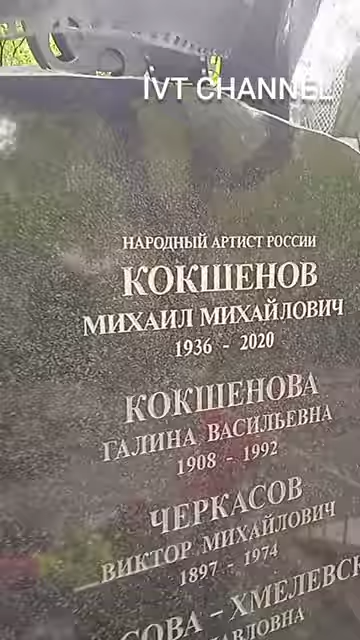 IVT CHANNEL
НАРОДНЫЙ АРТИСТ РОССИИ
КОКШЕНОВ
МИХАИЛ МИХАЙЛОВИЧ
1936 - 2020
КОКШЕНОВА
ГАЛИНА ВАСИЛЬЕВНА
1908 - 1992
ЧЕРКАСОВ
ВИКТОР МИХАЙЛОВИЧ
1897 - 1974